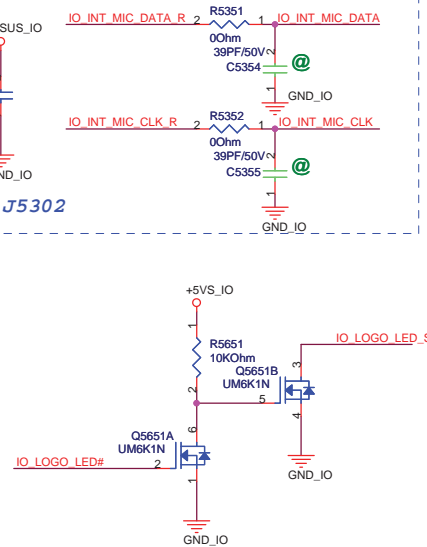 SUS_IO
IO_INT_MIC_DATA_R 2 R5351 1 IO_INT_MIC_DATA
0Ohm
39PF/50V 2
C5354 @
1
GND_IO
IO_INT_MIC_CLK_R 2 R5352 1 IO_INT_MIC_CLK
0Ohm
39PF/50V 2
C5355 @
1
GND_IO
ND_IO
J5302
+5VS_IO
1
R5651
10KOhm
2
IO_LOGO_LED_S
Q5651B
UM6K1N
3
5
4
GND_IO
Q5651A
UM6K1N
6
IO_LOGO_LED# 2
1
GND_IO